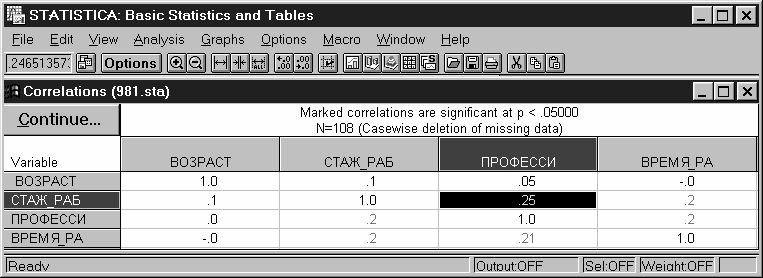 STATISTICA: Basic Statistics and Tables
File Edit View Analysis Graphs Options Macro Window Help
.246513573 Options
Correlations (981.sta)
Continue... Marked correlations are significant at p < .05000
N=108 (Casewise deletion of missing data)
Variable ВОЗРАСТ СТАЖ_РАБ ПРОФЕССИ ВРЕМЯ_РА
ВОЗРАСТ 1.0 .1 .05 -.0
СТАЖ_РАБ .1 1.0 .25 .2
ПРОФЕССИ .0 .2 1.0 .2
ВРЕМЯ_РА -.0 .2 .21 1.0
Ready Output:OFF Sel:OFF Weight:OFF